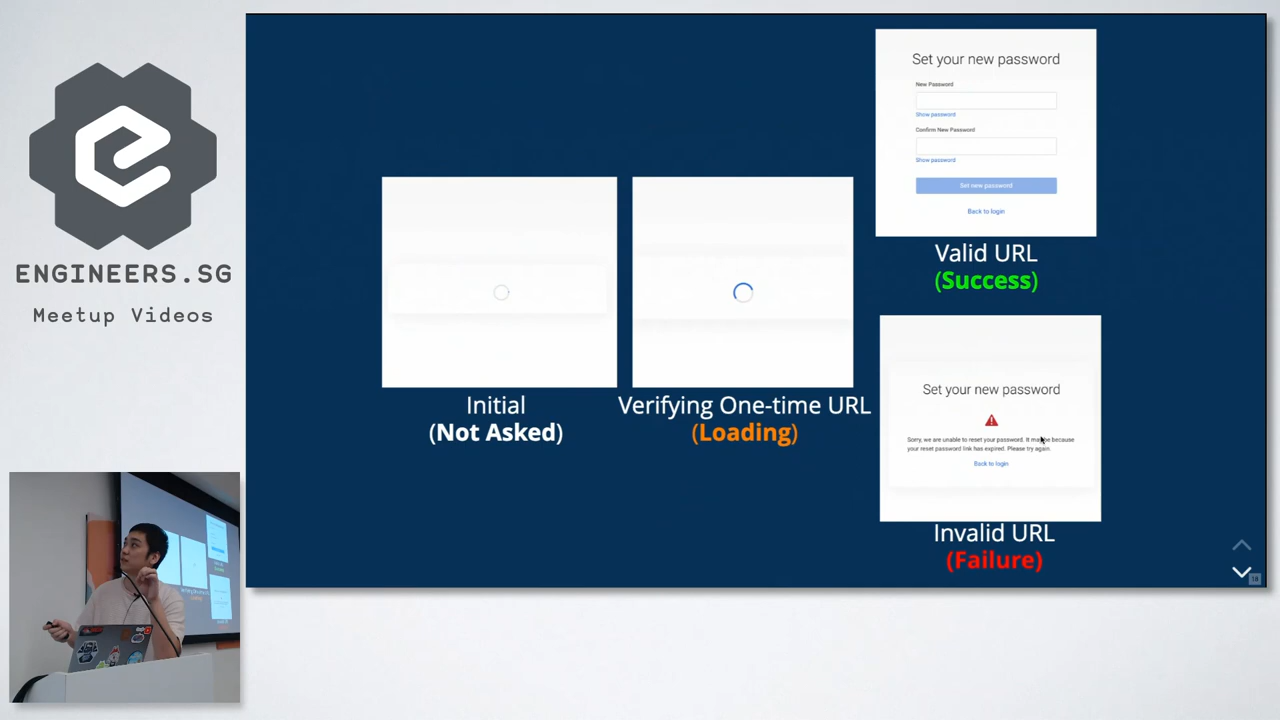 ENGINEERS.SG
Meetup Videos
Initial
(Not Asked)
Verifying One-time URL
(Loading)
Set your new password
New Password
Show password
Confirm New Password
Show password
Set new password
Back to login
Valid URL
(Success)
Set your new password
Sorry, we are unable to reset your password. It may be because
your reset password link has expired. Please try again.
Back to login
Invalid URL
(Failure)
18